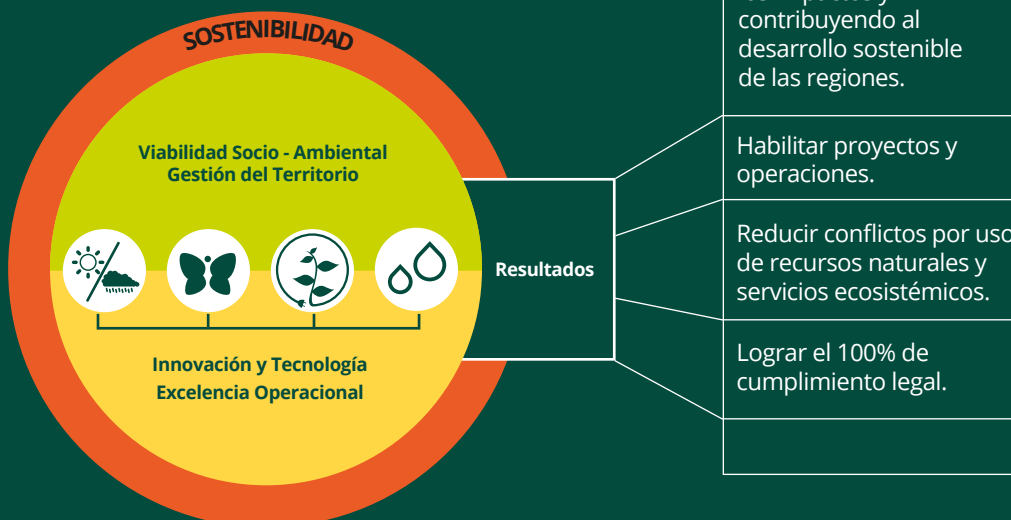 SOSTENIBILIDAD
Viabilidad Socio - Ambiental
Gestión del Territorio
Innovación y Tecnología
Excelencia Operacional
Resultados
contribuyendo al
desarrollo sostenible
de las regiones.
Habilitar proyectos y
operaciones.
Reducir conflictos por uso
de recursos naturales y
servicios ecosistémicos.
Lograr el 100% de
cumplimiento legal.